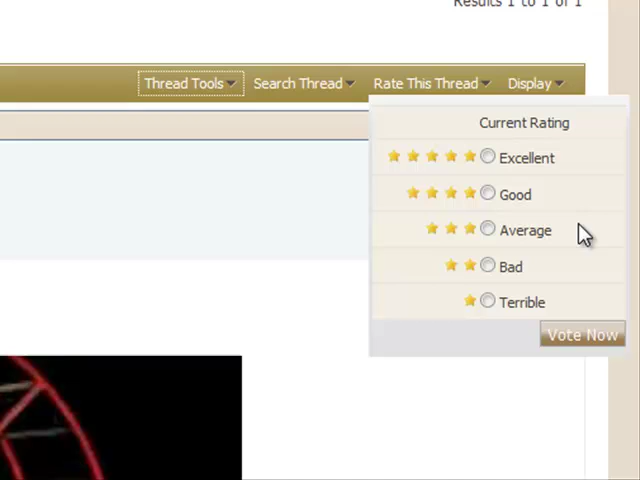 Results 1 to 1 of 1
Thread Tools Search Thread Rate This Thread Display
Current Rating
Excellent
Good
Average
Bad
Terrible
Vote Now